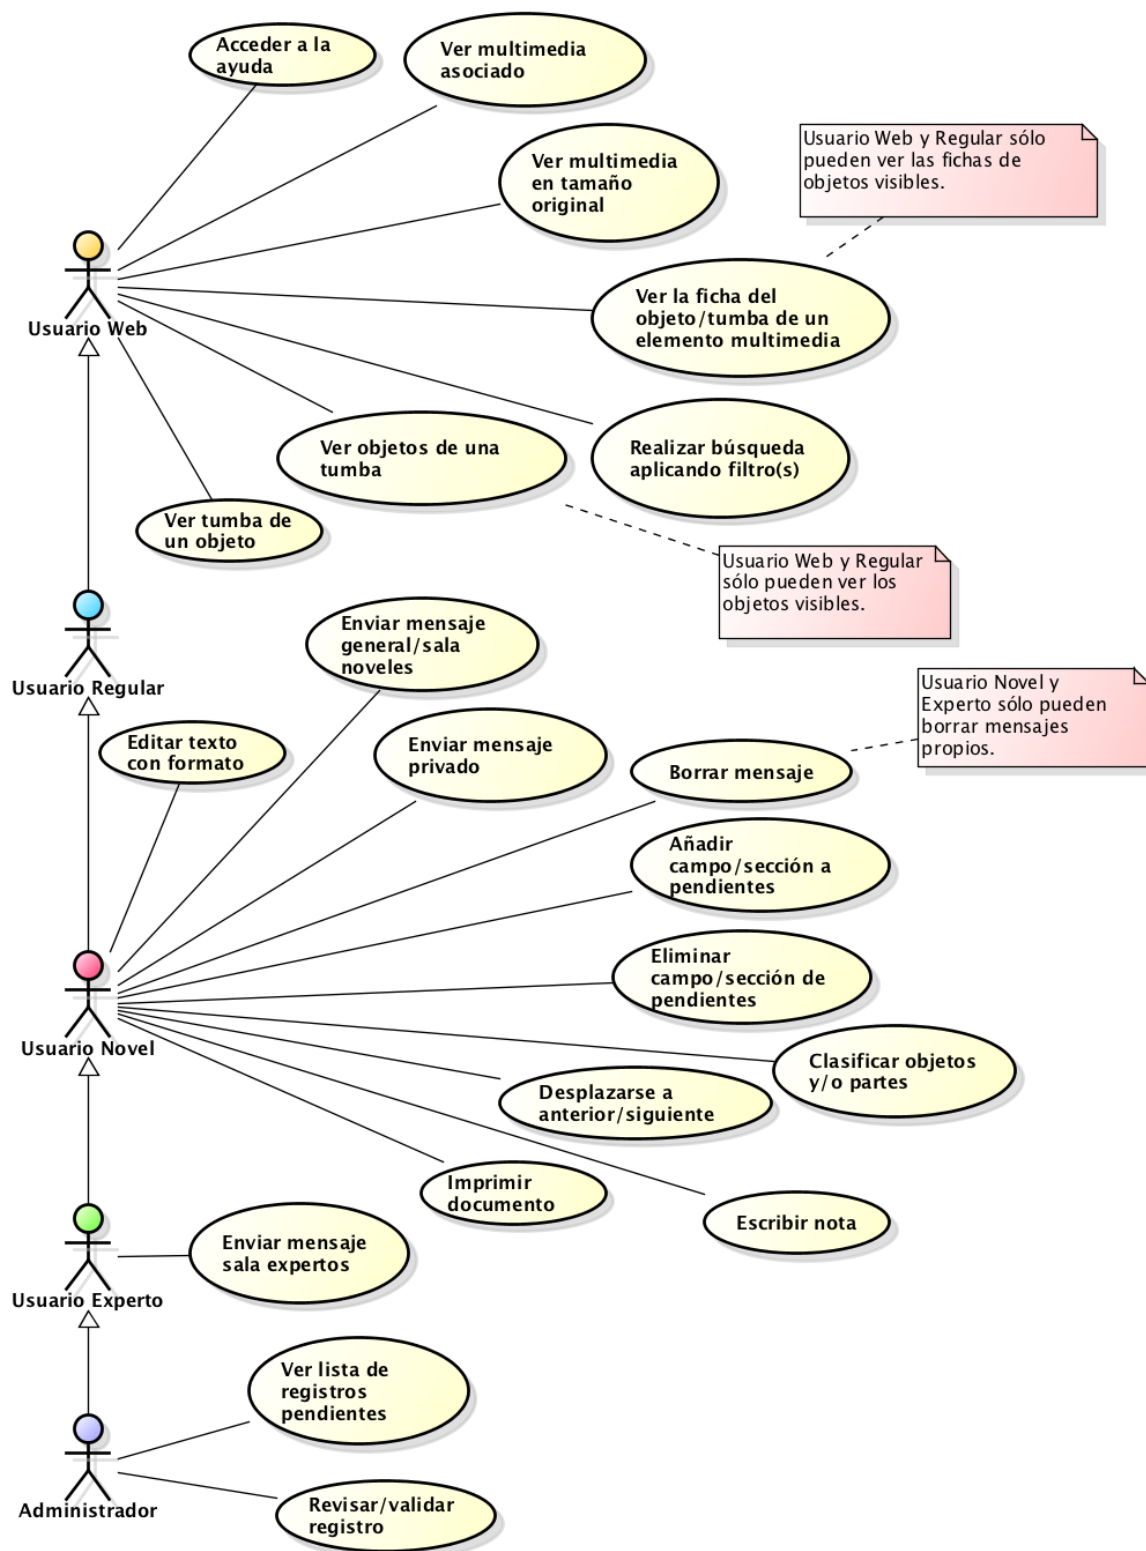 Acceder a la
ayuda
Ver multimedia
asociado
Ver multimedia
en tamaño
original
Usuario Web y Regular sólo
pueden ver las fichas de
objetos visibles.
Usuario Web
Ver la ficha del
objeto/tumba de un
elemento multimedia
Ver objetos de una
tumba
Realizar búsqueda
aplicando filtro(s)
Ver tumba de
un objeto
Usuario Web y Regular
sólo pueden ver los
objetos visibles.
Usuario Regular
Enviar mensaje
general/sala
noveles
Usuario Novel y
Experto sólo pueden
borrar mensajes
propios.
Editar texto
con formato
Enviar mensaje
privado
Borrar mensaje
Añadir
campo/sección a
pendientes
Eliminar
campo/sección de
pendientes
Usuario Novel
Clasificar objetos
y/o partes
Desplazarse a
anterior/siguiente
Imprimir
documento
Escribir nota
Enviar mensaje
sala expertos
Usuario Experto
Ver lista de
registros
pendientes
Administrador
Revisar/validar
registro